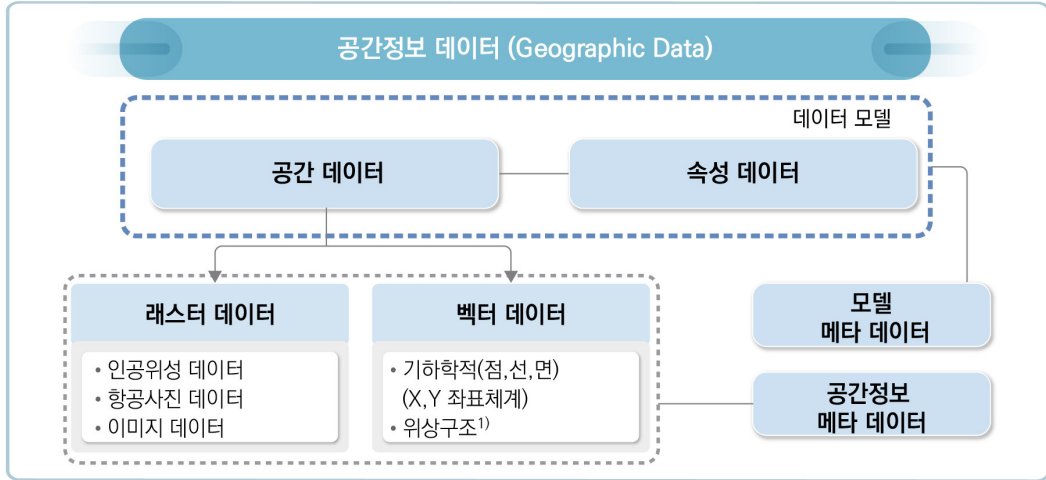 공간정보 데이터 (Geographic Data)
데이터 모델
공간 데이터
속성 데이터
래스터 데이터
• 인공위성 데이터
• 항공사진 데이터
• 이미지 데이터
벡터 데이터
• 기하학적(점,선,면)
(X,Y 좌표체계)
• 위상구조1)
모델
메타 데이터
공간정보
메타 데이터